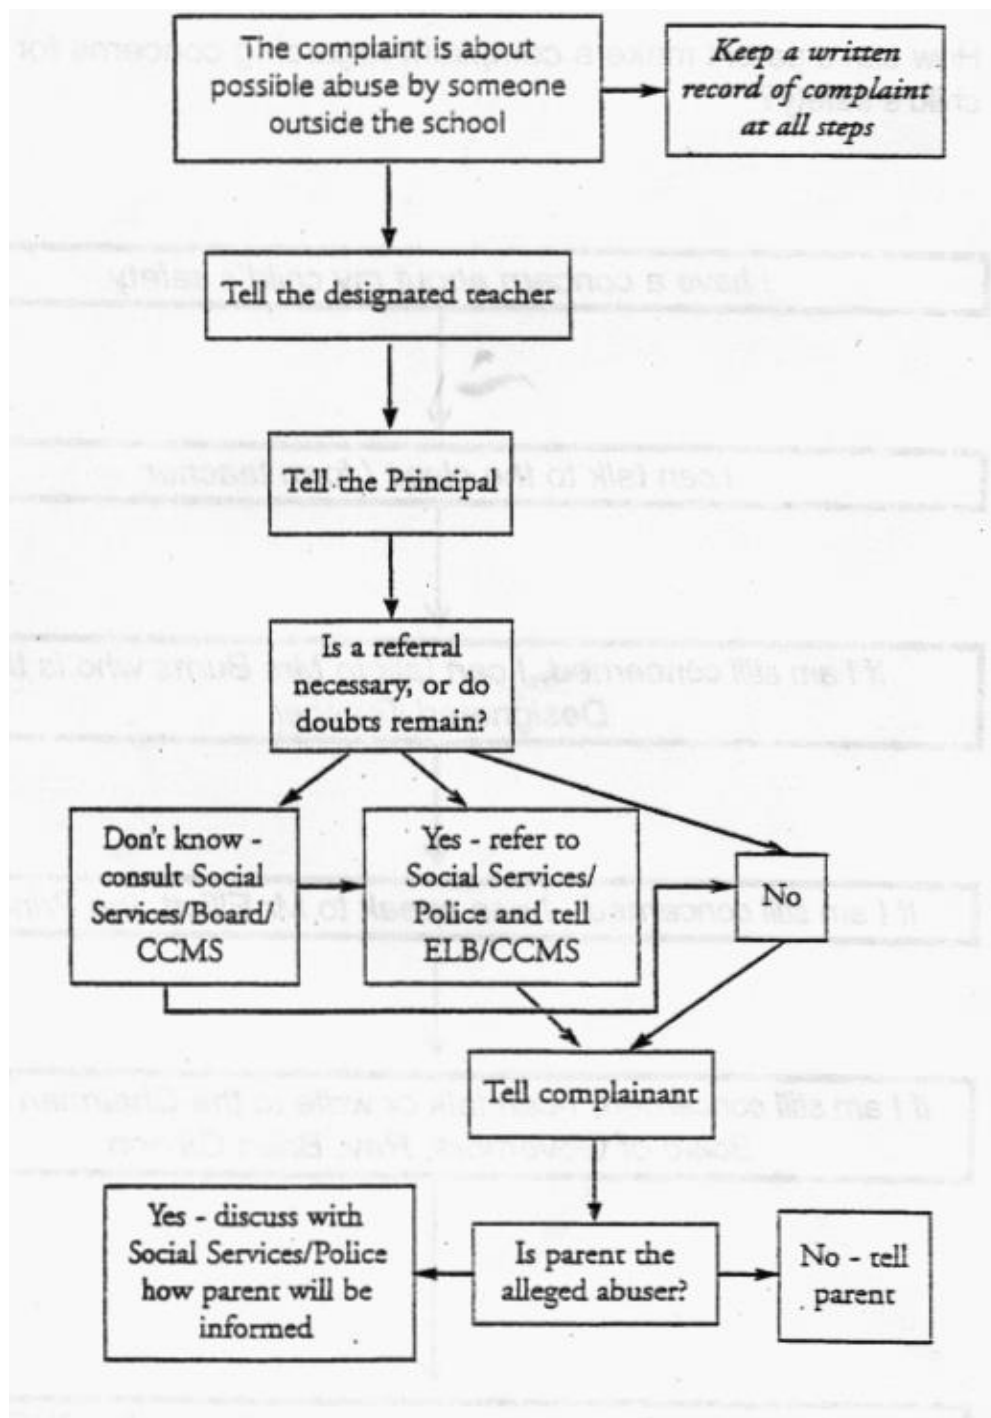 The complaint is about
possible abuse by someone
outside the school
Keep a written
record of complaint
at all steps
Tell the designated teacher
Tell the Principal
Is a referral
necessary, or do
doubts remain?
Don't know -
consult Social
Services/Board/
CCMS
Yes - refer to
Social Services/
Police and tell
ELB/CCMS
No
Tell complainant
Yes - discuss with
Social Services/Police
how parent will be
informed
Is parent the
alleged abuser?
No - tell
parent